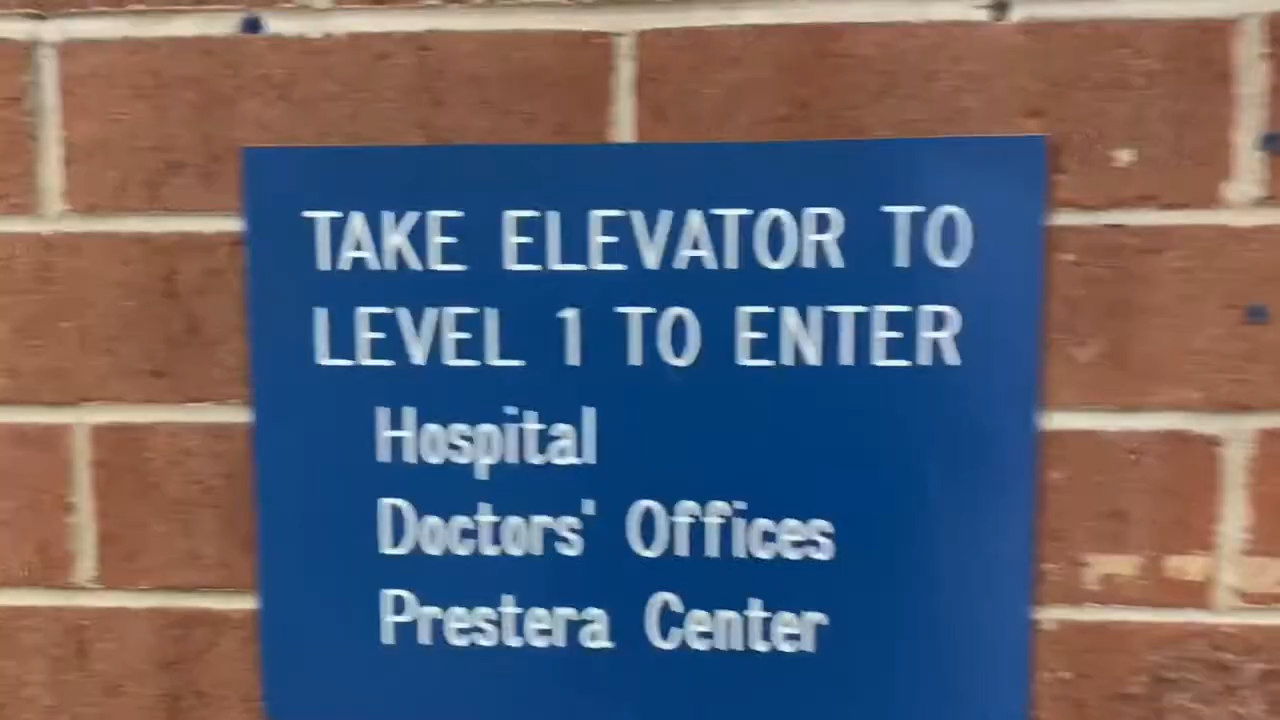 TAKE ELEVATOR TO
LEVEL 1 TO ENTER
Hospital
Doctors' Offices
Prestera Center